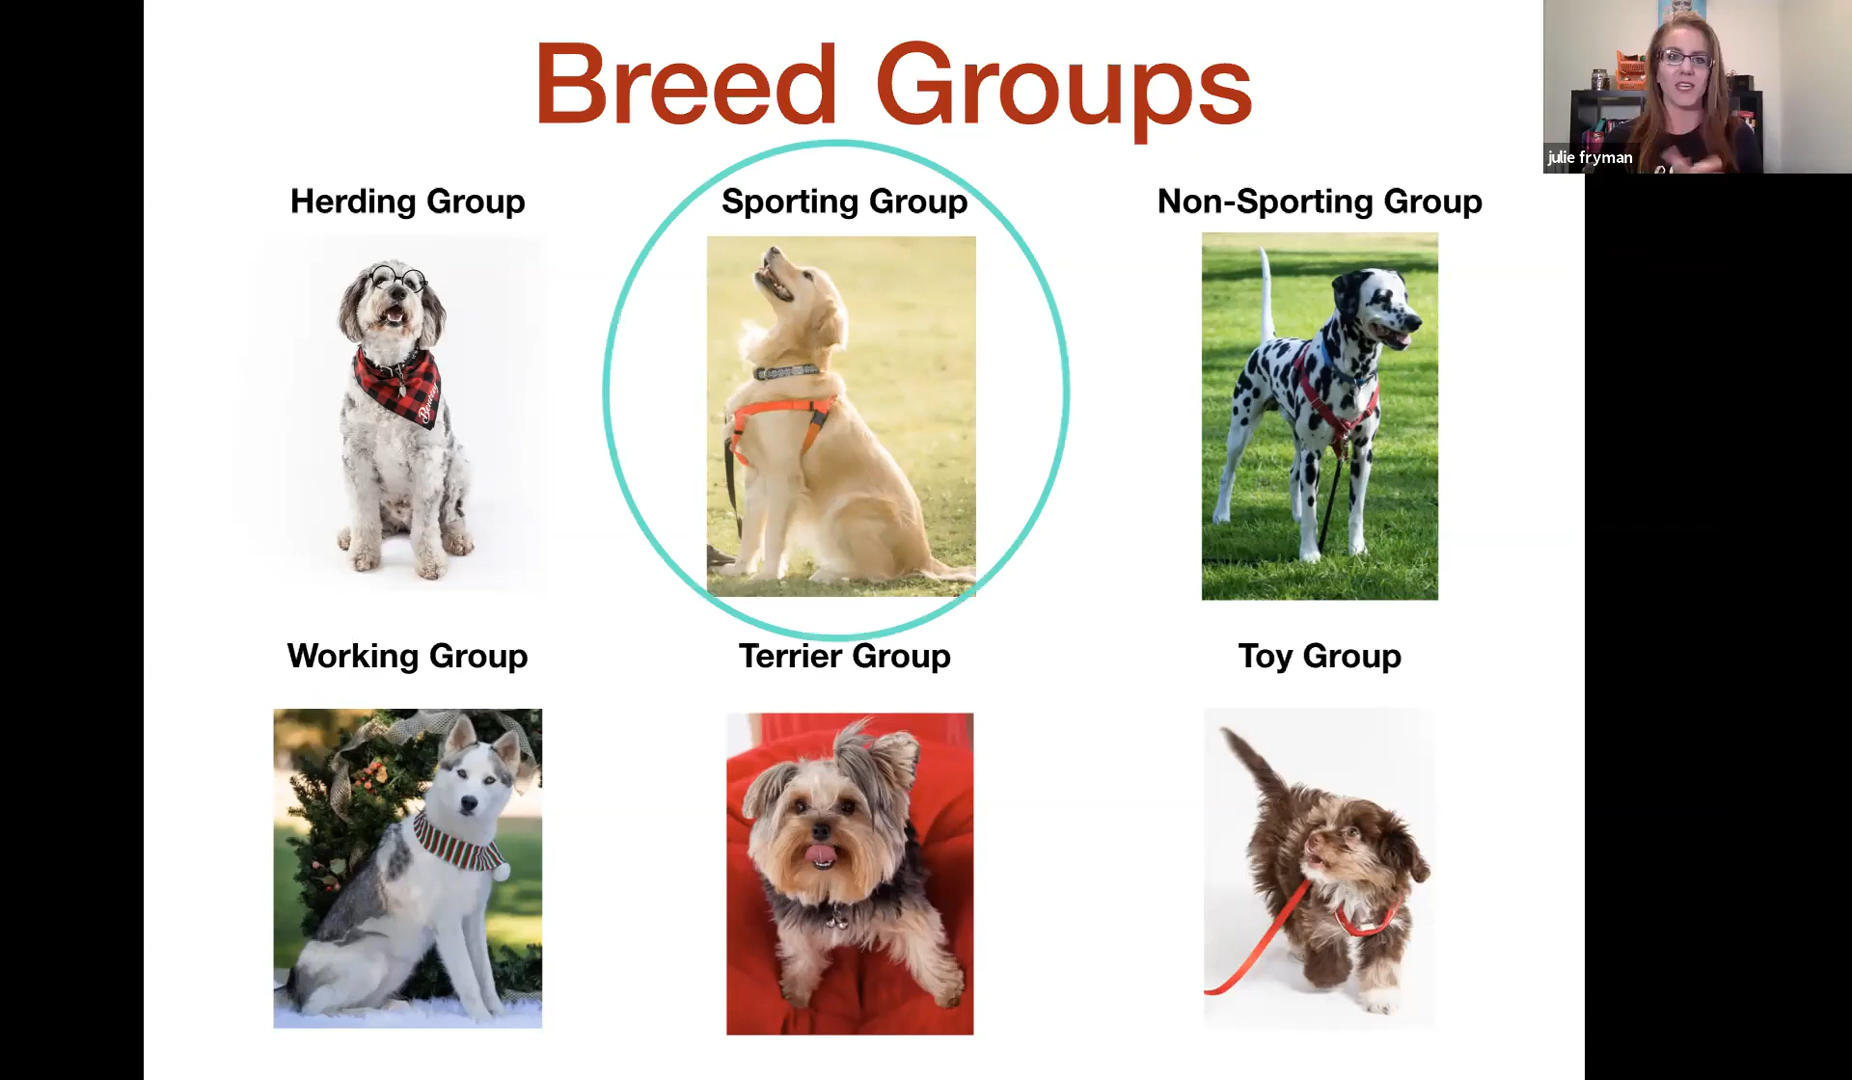 Breed Groups
julie fryman
Herding Group
Sporting Group
Non-Sporting Group
Working Group
Terrier Group
Toy Group